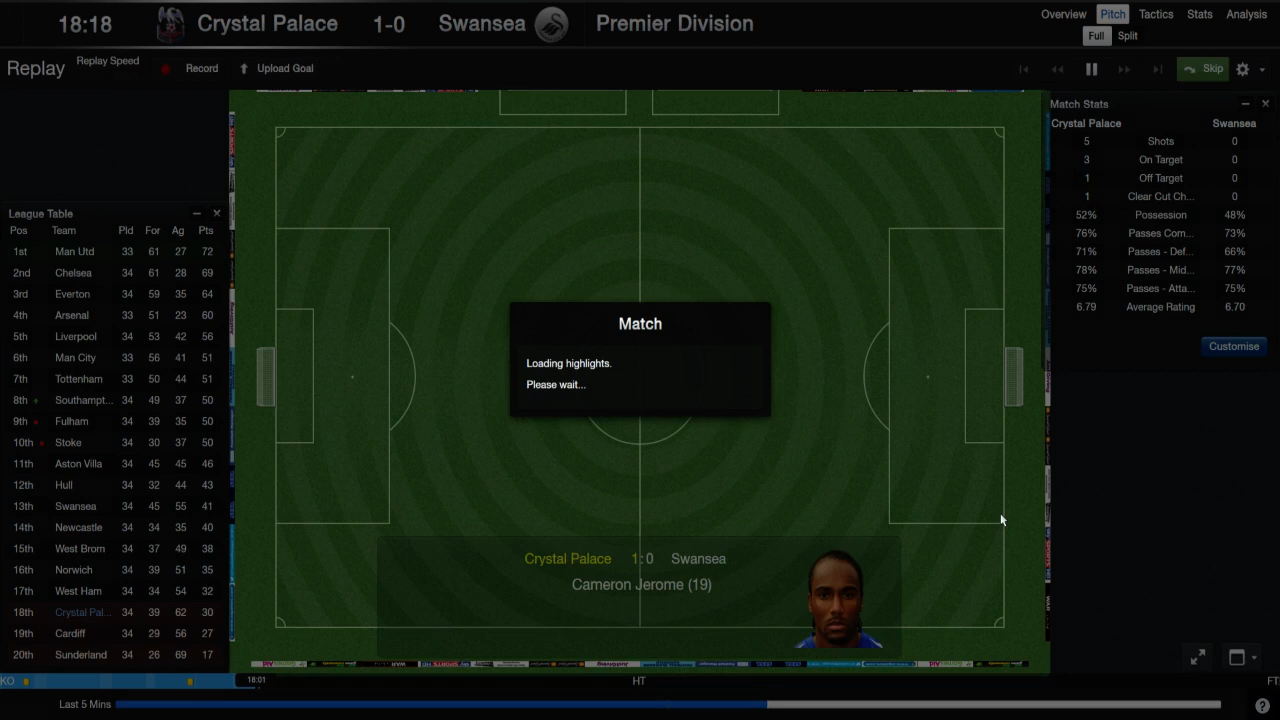 18:18 Crystal Palace 1-0 Swansea Premier Division
Overview Pitch Tactics Stats Analysis
Full Split
Replay Replay Speed Record Upload Goal Skip
League Table
Pos Team Pld For Ag Pts
1st Man Utd 33 61 27 72
2nd Chelsea 34 61 28 69
3rd Everton 34 59 35 64
4th Arsenal 33 51 23 60
5th Liverpool 34 53 42 56
6th Man City 33 56 41 51
7th Tottenham 33 50 44 51
8th Southampt... 34 49 37 50
9th Fulham 34 39 35 50
10th Stoke 34 30 37 50
11th Aston Villa 34 45 45 46
12th Hull 34 32 44 43
13th Swansea 34 45 55 41
14th Newcastle 34 34 35 40
15th West Brom 34 37 49 38
16th Norwich 34 39 51 35
17th West Ham 34 34 54 32
18th Crystal Pal... 34 39 62 30
19th Cardiff 34 29 56 27
20th Sunderland 34 26 69 17
Match
Loading highlights.
Please wait...
Crystal Palace 1:0 Swansea
Cameron Jerome (19)
Match Stats
Crystal Palace Swansea
5 Shots 0
3 On Target 0
1 Off Target 0
1 Clear Cut Ch... 0
52% Possession 48%
76% Passes Com... 73%
71% Passes - Def... 66%
78% Passes - Mid... 77%
75% Passes - Atta... 75%
6.79 Average Rating 6.70
Customise
KO 18:01 HT FT
Last 5 Mins ?